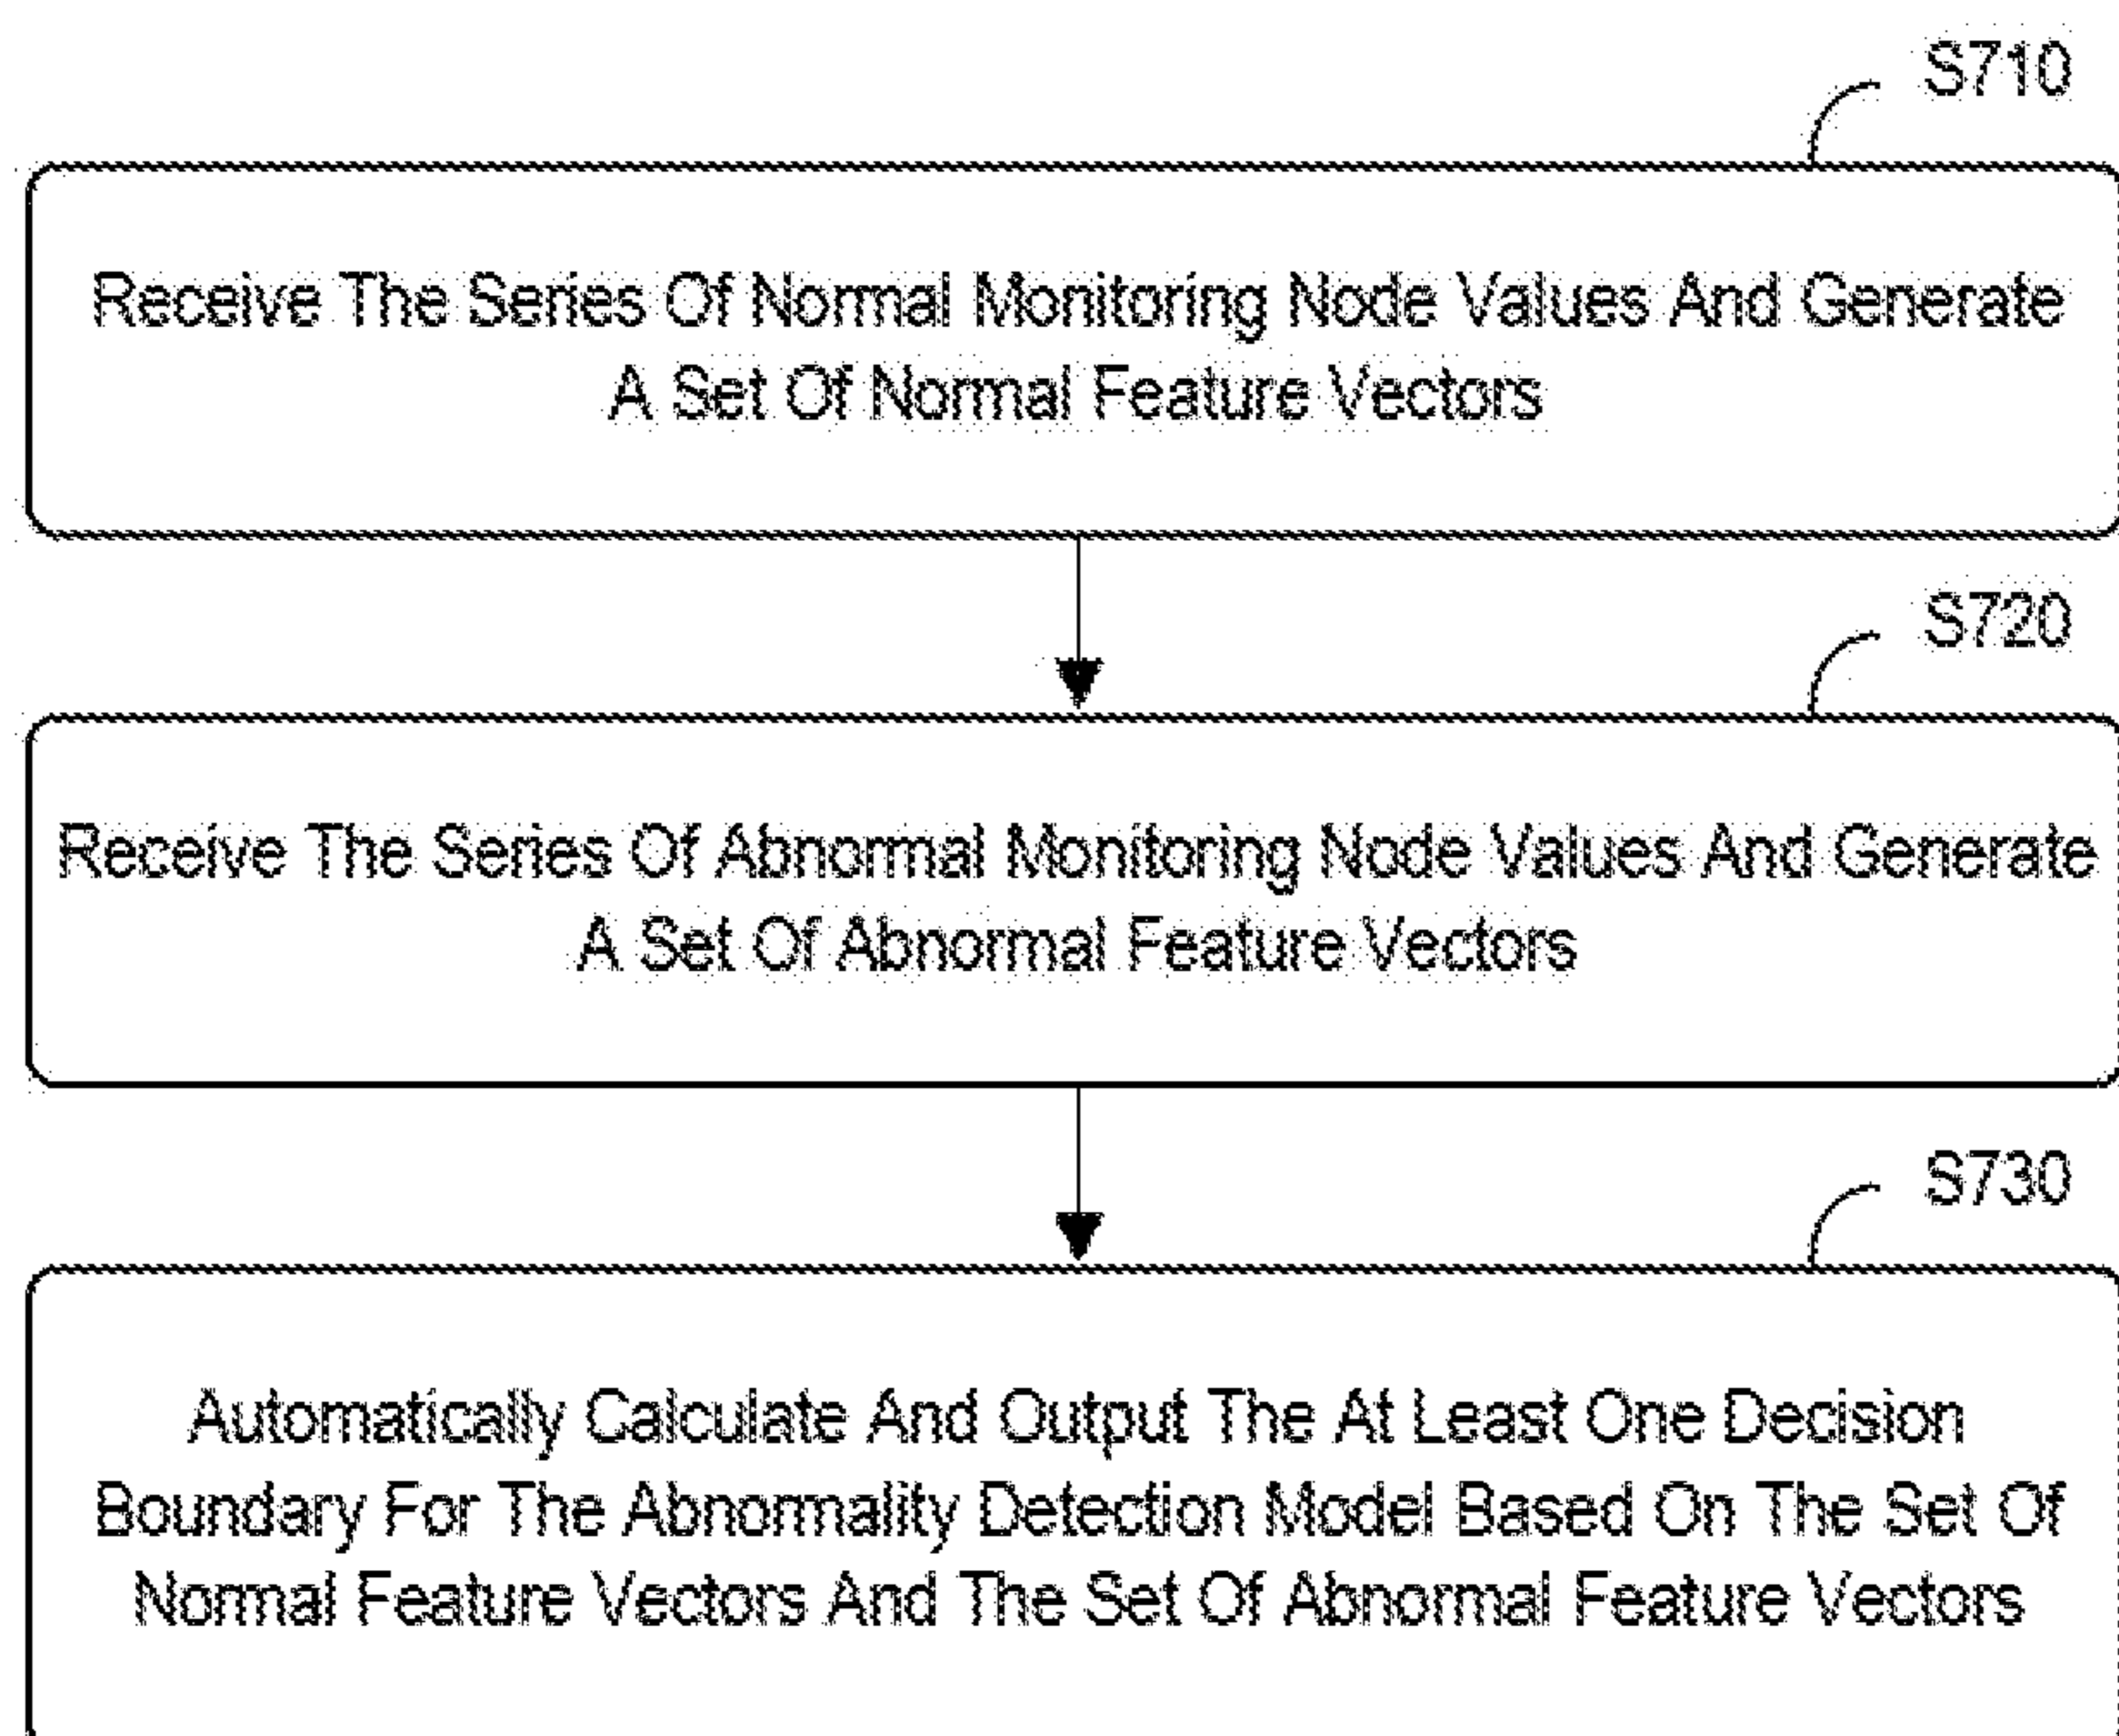 S710
Receive The Series Of Normal Monitoring Node Values And Generate
A Set Of Normal Feature Vectors
S720
Receive The Series Of Abnormal Monitoring Node Values And Generate
A Set Of Abnormal Feature Vectors
S730
Automatically Calculate And Output The At Least One Decision
Boundary For The Abnormality Detection Model Based On The Set Of
Normal Feature Vectors And The Set Of Abnormal Feature Vectors